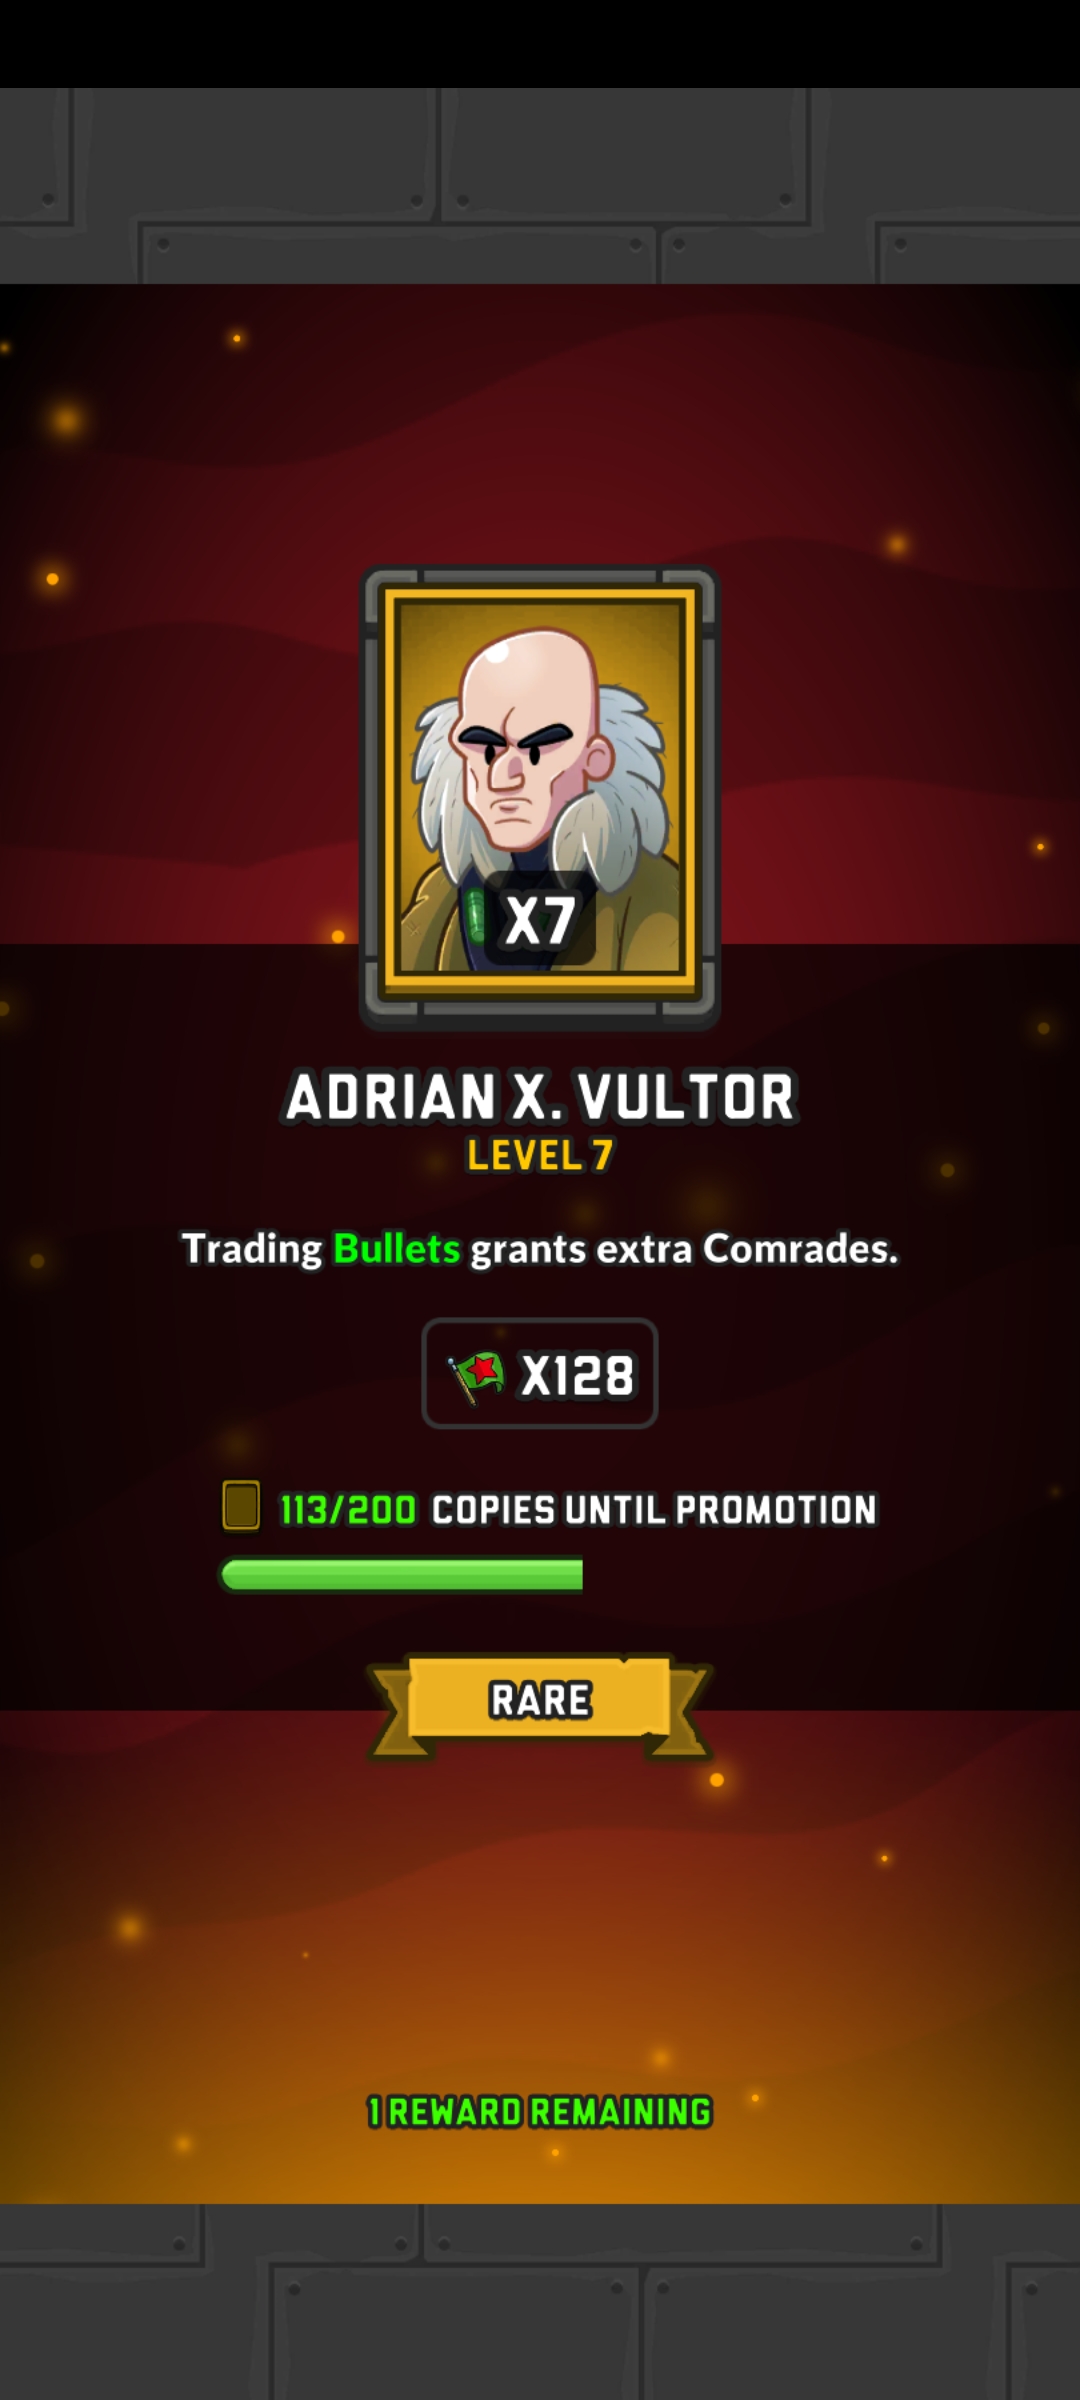 X7
ADRIAN X. VULTOR
LEVEL 7
Trading Bullets grants extra Comrades.
X128
113/200 COPIES UNTIL PROMOTION
RARE
1 REWARD REMAINING